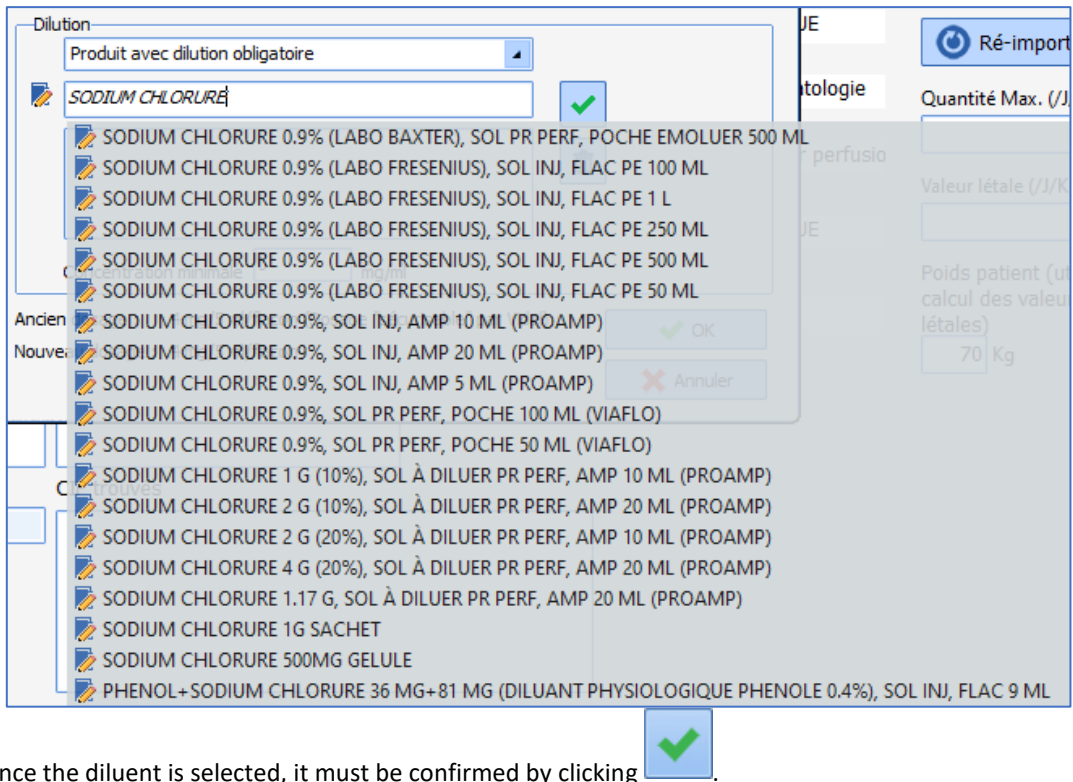 Dilution
Produit avec dilution obligatoire
SODIUM CHLORURE
SODIUM CHLORURE 0.9% (LABO BAXTER), SOL PR PERF, POCHE EMOLUER 500 ML
SODIUM CHLORURE 0.9% (LABO FRESENIUS), SOL INJ, FLAC PE 100 ML
SODIUM CHLORURE 0.9% (LABO FRESENIUS), SOL INJ, FLAC PE 1 L
SODIUM CHLORURE 0.9% (LABO FRESENIUS), SOL INJ, FLAC PE 250 ML
SODIUM CHLORURE 0.9% (LABO FRESENIUS), SOL INJ, FLAC PE 500 ML
SODIUM CHLORURE 0.9% (LABO FRESENIUS), SOL INJ, FLAC PE 50 ML
SODIUM CHLORURE 0.9%, SOL INJ, AMP 10 ML (PROAMP)
SODIUM CHLORURE 0.9%, SOL INJ, AMP 20 ML (PROAMP)
SODIUM CHLORURE 0.9%, SOL INJ, AMP 5 ML (PROAMP)
SODIUM CHLORURE 0.9%, SOL PR PERF, POCHE 100 ML (VIAFLO)
SODIUM CHLORURE 0.9%, SOL PR PERF, POCHE 50 ML (VIAFLO)
SODIUM CHLORURE 1 G (10%), SOL À DILUER PR PERF, AMP 10 ML (PROAMP)
SODIUM CHLORURE 2 G (10%), SOL À DILUER PR PERF, AMP 20 ML (PROAMP)
SODIUM CHLORURE 2 G (20%), SOL À DILUER PR PERF, AMP 10 ML (PROAMP)
SODIUM CHLORURE 4 G (20%), SOL À DILUER PR PERF, AMP 20 ML (PROAMP)
SODIUM CHLORURE 1.17 G, SOL À DILUER PR PERF, AMP 20 ML (PROAMP)
SODIUM CHLORURE 1G SACHET
SODIUM CHLORURE 500MG GELULE
PHENOL+SODIUM CHLORURE 36 MG+81 MG (DILUANT PHYSIOLOGIQUE PHENOLE 0.4%), SOL INJ, FLAC 9 ML
Concentration minimale mg/ml
Ancien
Nouveau
OK
Annuler
trouvés
UE
tologie
r perfusio
UE
Ré-import
Quantité Max. (/J/
Valeur létale (/J/K
Poids patient (ut
calcul des valeur
létales)
70 Kg
nce the diluent is selected, it must be confirmed by clicking .